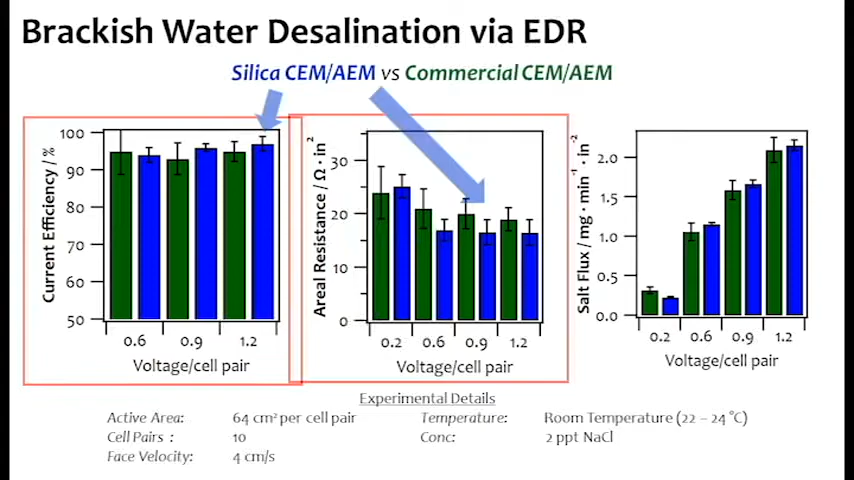 Brackish Water Desalination via EDR
Silica CEM/AEM vs Commercial CEM/AEM
Current Efficiency / %
100
90
80
70
60
50
0.6 0.9 1.2
Voltage/cell pair
Areal Resistance / Ω · in²
30
20
10
0
0.2 0.6 0.9 1.2
Voltage/cell pair
Salt Flux / mg · min⁻¹ · in⁻²
2.0
1.5
1.0
0.5
0.0
0.2 0.6 0.9 1.2
Voltage/cell pair
Experimental Details
Active Area: 64 cm² per cell pair Temperature: Room Temperature (22 – 24 °C)
Cell Pairs : 10 Conc: 2 ppt NaCl
Face Velocity: 4 cm/s